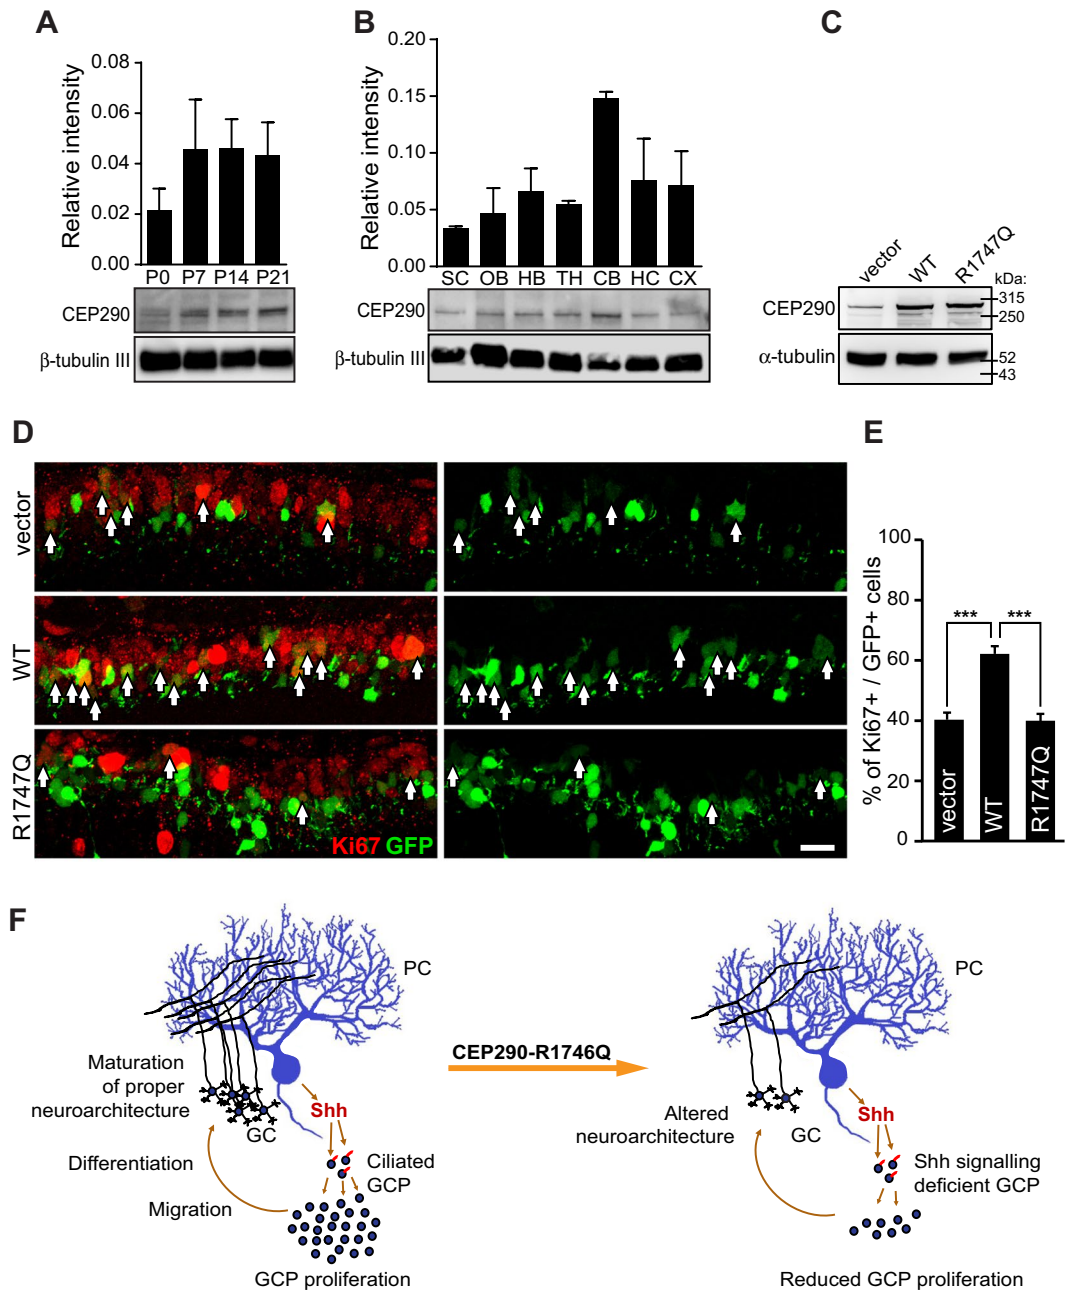 A
Relative intensity
0.08
0.06
0.04
0.02
0.00
P0 P7 P14 P21
CEP290
β-tubulin III
B
Relative intensity
0.20
0.15
0.10
0.05
0.00
SC OB HB TH CB HC CX
CEP290
β-tubulin III
C
vector WT R1747Q
kDa:
CEP290
315
250
α-tubulin
52
43
D
vector
WT
R1747Q
Ki67 GFP
E
% of Ki67+ / GFP+ cells
100
80
60
40
20
0
*** ***
vector WT R1747Q
F
PC
Maturation
of proper
neuroarchitecture
GC
Shh
Differentiation
Ciliated
GCP
Migration
GCP proliferation
CEP290-R1746Q
PC
Altered
neuroarchitecture
GC
Shh
Shh signalling
deficient GCP
Reduced GCP proliferation